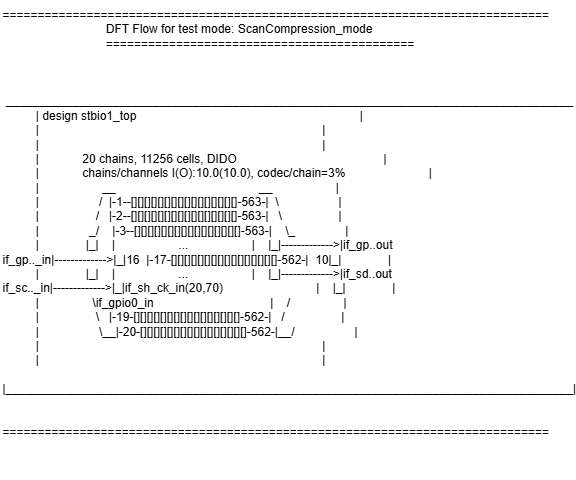 ==============================================================================
DFT Flow for test mode: ScanCompression_mode
============================================
| design stbio1_top |
| |
| |
| 20 chains, 11256 cells, DIDO |
| chains/channels I(O):10.0(10.0), codec/chain=3% |
| __ __ |
| / |-1--[][][][][][][][][][][][][][][][]-563-| \ |
| / |-2--[][][][][][][][][][][][][][][][]-563-| \ |
| _/ |-3--[][][][][][][][][][][][][][][][]-563-| \_ |
| |_| | ... | |_|------------->|if_gp..out
if_gp.._in|------------->|_|16 |-17-[][][][][][][][][][][][][][][][]-562-| 10|_| |
| |_| | ... | |_|------------->|if_sd..out
if_sc.._in|------------->|_|if_sh_ck_in(20,70) | |_| |
| \if_gpio0_in | / |
| \ |-19-[][][][][][][][][][][][][][][][]-562-| / |
| \__|-20-[][][][][][][][][][][][][][][][]-562-|__/ |
| |
| |
|______________________________________________________________________________|
==============================================================================